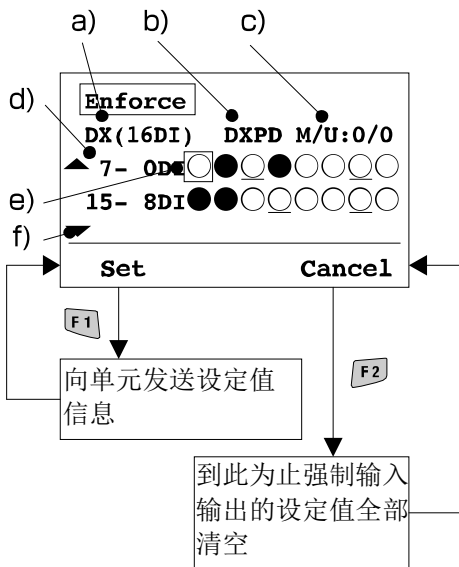 a) b) c)
Enforce
d)
DX(16DI) DXPD M/U:0/0
7- 0DI
e)
15- 8DI
f)
Set Cancel
F1
向单元发送设定值
信息
F2
到此为止强制输入
输出的设定值全部
清空